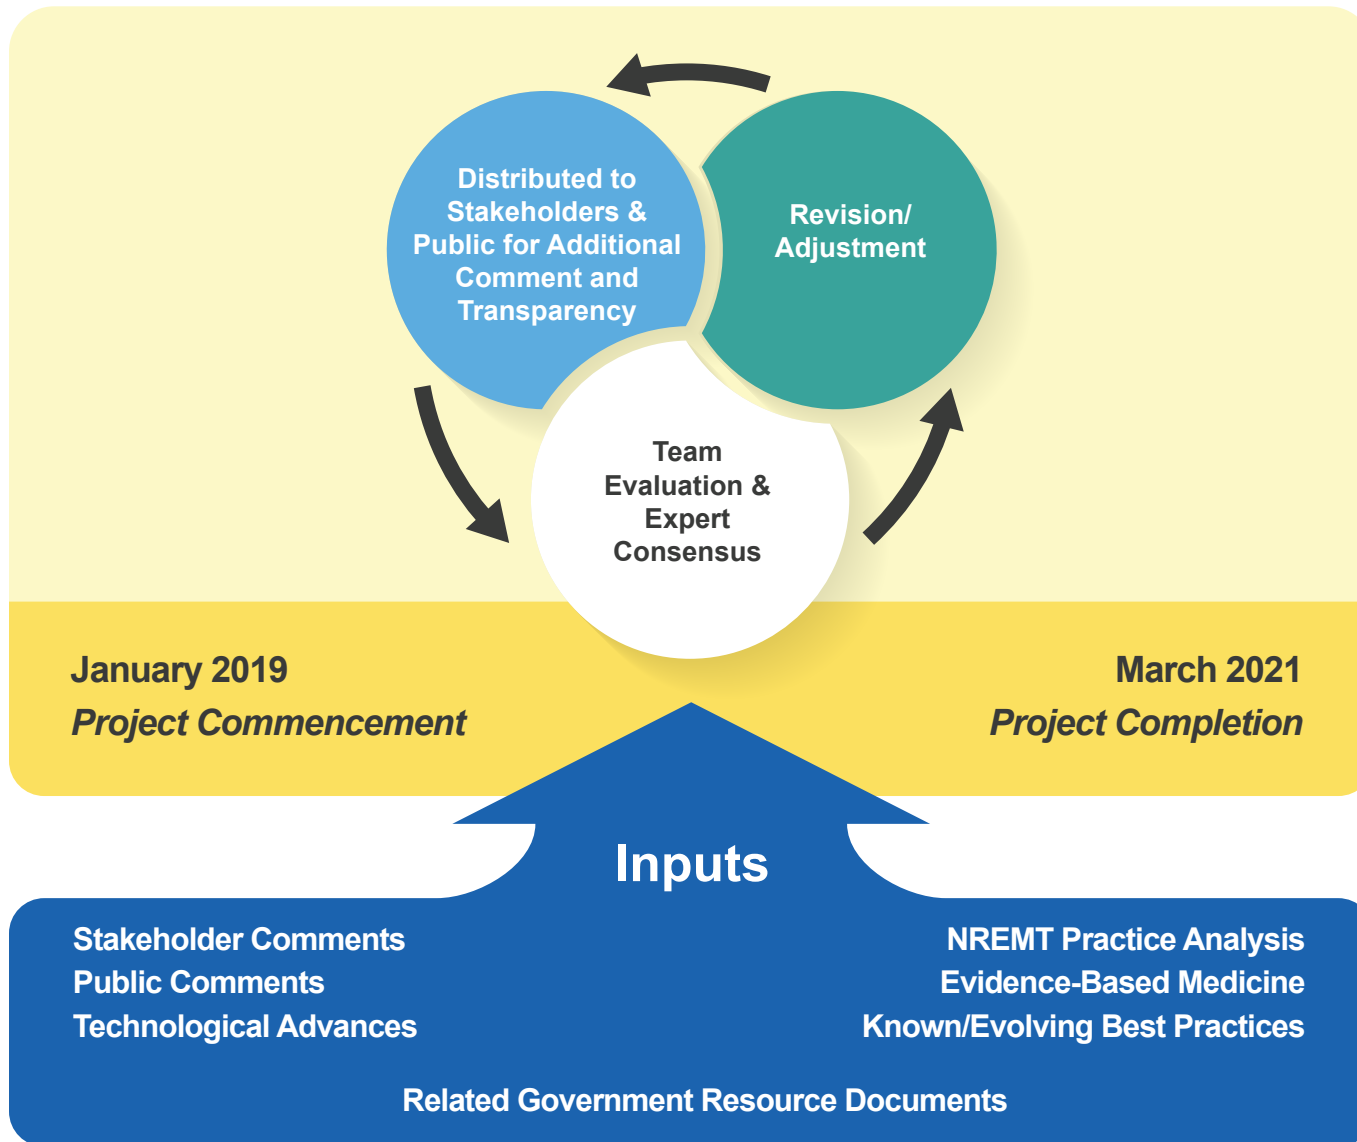 Distributed to
Stakeholders &
Public for Additional
Comment and
Transparency
Revision/
Adjustment
Team
Evaluation &
Expert
Consensus
January 2019
Project Commencement
March 2021
Project Completion
Inputs
Stakeholder Comments
Public Comments
Technological Advances
NREMT Practice Analysis
Evidence-Based Medicine
Known/Evolving Best Practices
Related Government Resource Documents